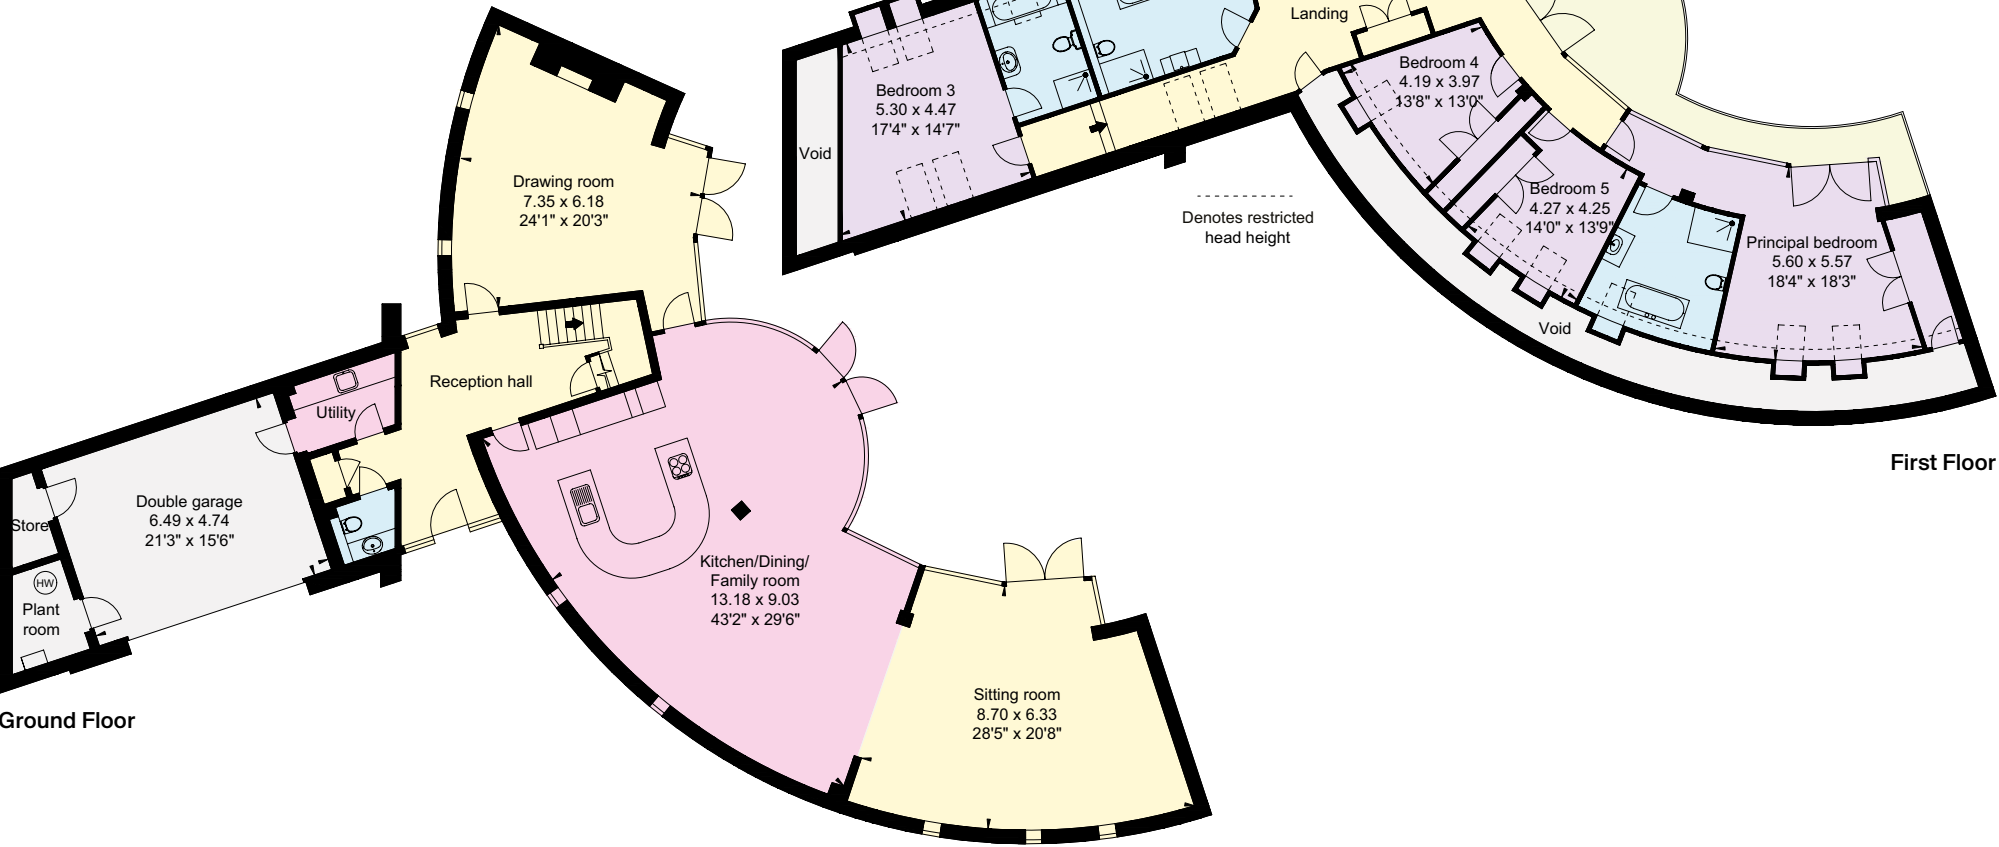 Landing
Bedroom 3
5.30 x 4.47
17'4" x 14'7"
Void
Bedroom 4
4.19 x 3.97
13'8" x 13'0"
Bedroom 5
4.27 x 4.25
14'0" x 13'9"
Principal bedroom
5.60 x 5.57
18'4" x 18'3"
Void
Denotes restricted
head height
First Floor
Drawing room
7.35 x 6.18
24'1" x 20'3"
Reception hall
Utility
Double garage
6.49 x 4.74
21'3" x 15'6"
Store
HW
Plant
room
Kitchen/Dining/
Family room
13.18 x 9.03
43'2" x 29'6"
Sitting room
8.70 x 6.33
28'5" x 20'8"
Ground Floor